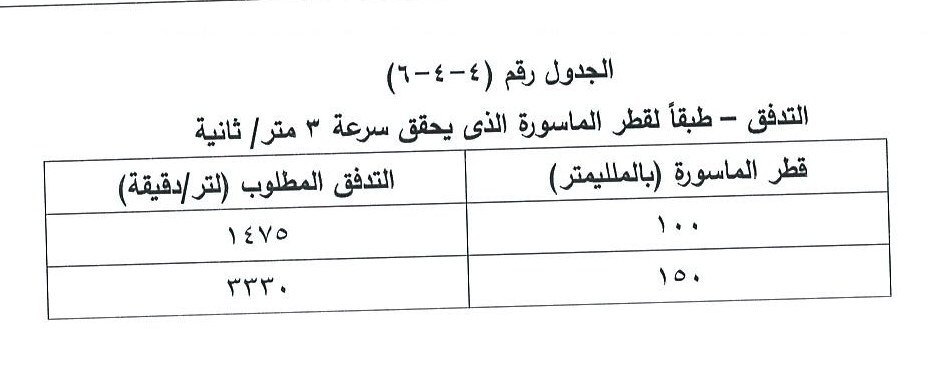 الجدول رقم (٤-٤-٦)
التدفق – طبقاً لقطر الماسورة الذى يحقق سرعة ٣ متر/ ثانية
قطر الماسورة (بالملليمتر) التدفق المطلوب (لتر/دقيقة)
١٠٠ ١٤٧٥
١٥٠ ٣٣٣٠